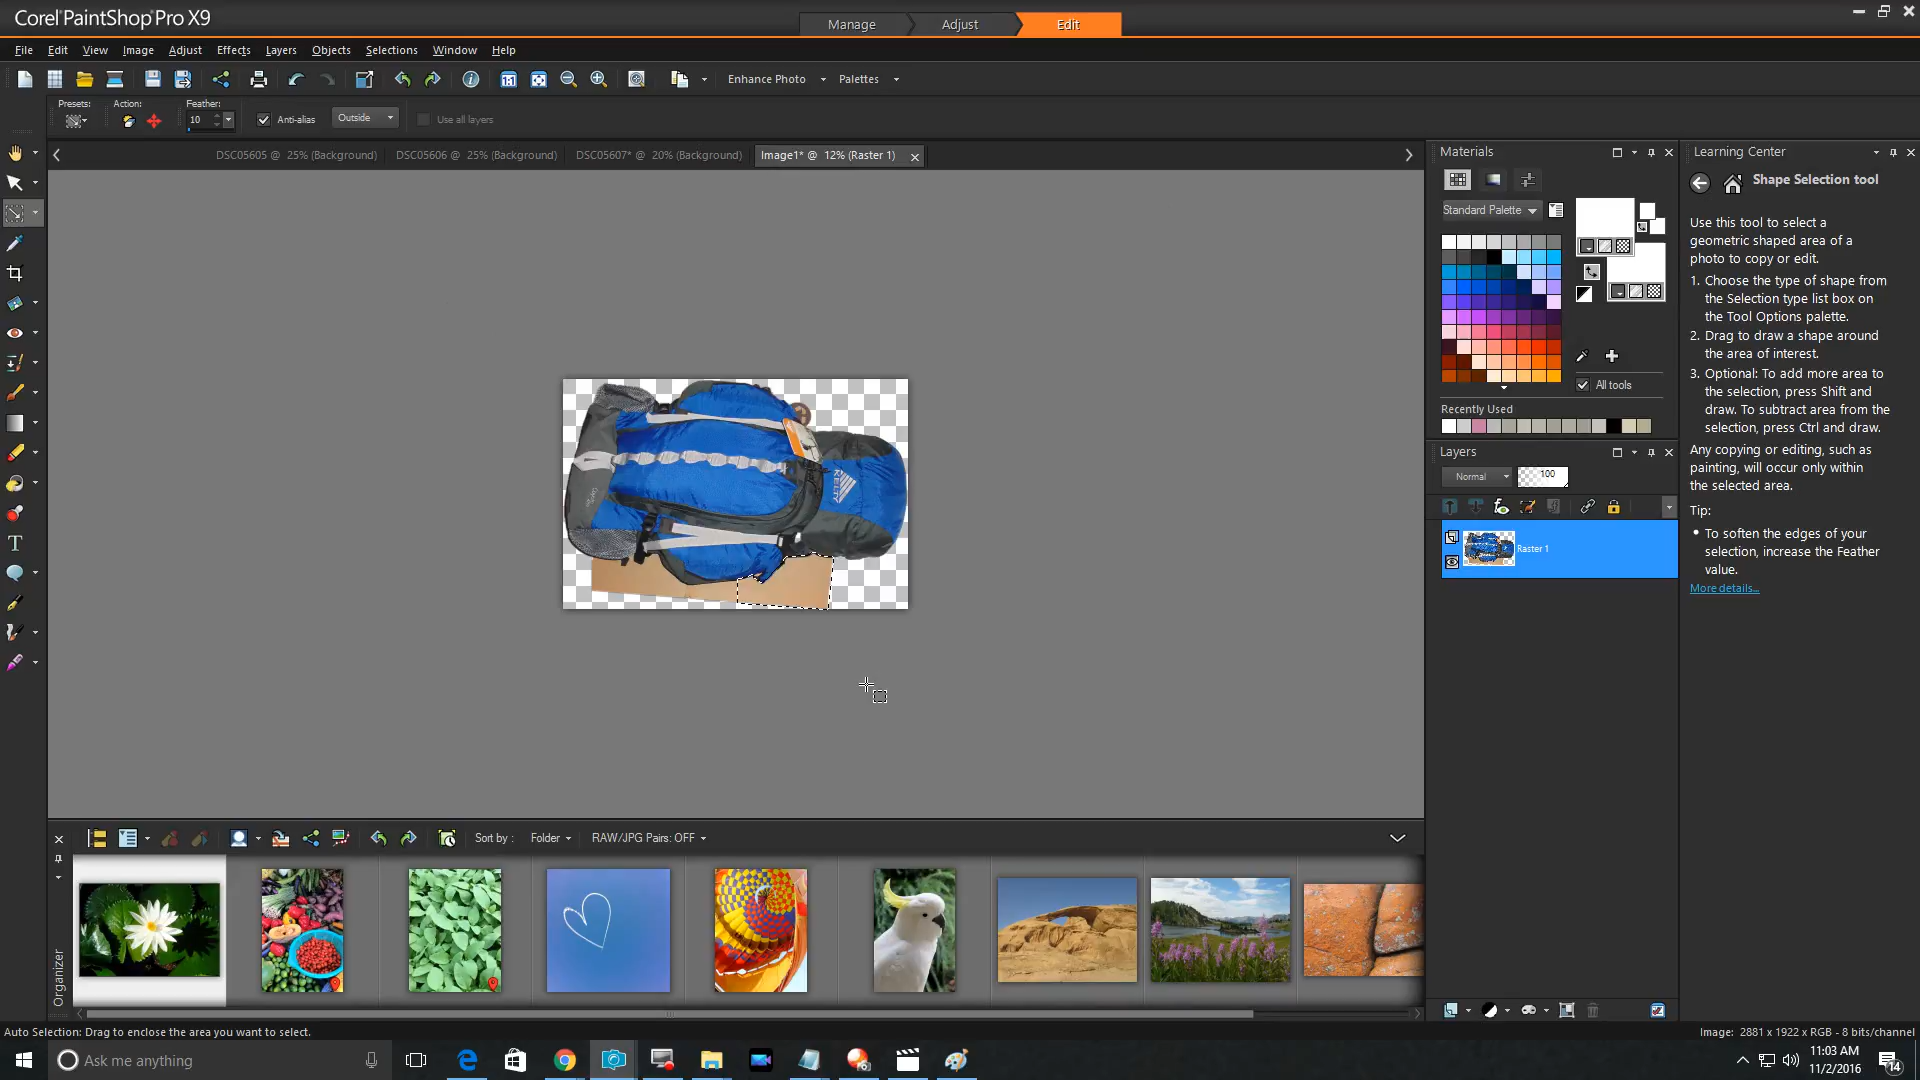 Corel PaintShop Pro X9
Manage
Adjust
Edit
File Edit View Image Adjust Effects Layers Objects Selections Window Help
Enhance Photo
Palettes
Presets:
Action:
Feather:
10
Anti-alias
Outside
Use all layers
DSC05605 @ 25% (Background)
DSC05606 @ 25% (Background)
DSC05607* @ 20% (Background)
Image1* @ 12% (Raster 1)
KELTY
Materials
Standard Palette
All tools
Recently Used
Layers
Normal
100
Raster 1
Learning Center
Shape Selection tool
Use this tool to select a
geometric shaped area of a
photo to copy or edit.
1. Choose the type of shape from
the Selection type list box on
the Tool Options palette.
2. Drag to draw a shape around
the area of interest.
3. Optional: To add more area to
the selection, press Shift and
draw. To subtract area from the
selection, press Ctrl and draw.
Any copying or editing, such as
painting, will occur only within
the selected area.
Tip:
• To soften the edges of your
selection, increase the Feather
value.
More details...
Sort by :
Folder
RAW/JPG Pairs: OFF
Organizer
Auto Selection: Drag to enclose the area you want to select.
Image: 2881 x 1922 x RGB - 8 bits/channel
Ask me anything
11:03 AM
11/2/2016
14